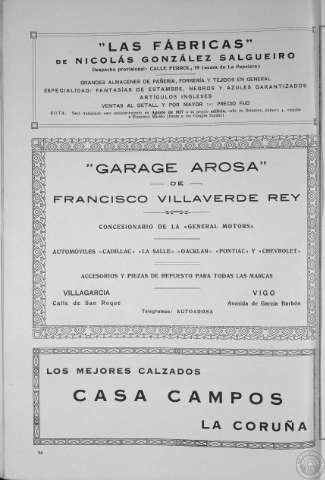 "LAS FÁBRICAS"
DE NICOLÁS GONZÁLEZ SALGUEIRO
Despacho provisional: CALLE FERROL, 19 (acera de La Popular)
GRANDES ALMACENES DE PAÑERÍA, FORRERÍA Y TEJIDOS EN GENERAL
ESPECIALIDAD: FANTASÍAS DE ESTAMBRE, NEGROS Y AZULES GARANTIZADOS
ARTÍCULOS INGLESES
VENTAS AL DETALL Y POR MAYOR — PRECIO FIJO
"GARAGE AROSA"
— DE —
FRANCISCO VILLAVERDE REY
CONCESIONARIO DE LA «GENERAL MOTORS»
AUTOMÓVILES «CADILLAC» «LA SALLE» «OACKLAN» «PONTIAC» Y «CHEVROLET»
ACCESORIOS Y PIEZAS DE REPUESTO PARA TODAS LAS MARCAS
VILLAGARCIA
Calle de San Roque
VIGO
Avenida de García Barbón
Telegramas: AUTOAROSA
LOS MEJORES CALZADOS
CASA CAMPOS
LA CORUÑA